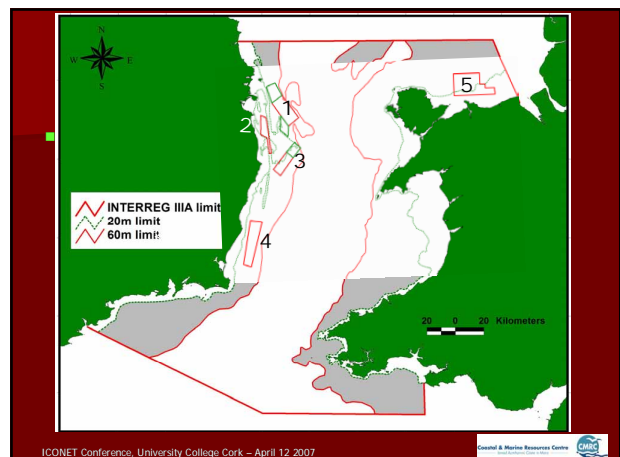 N
W E
S
1
2
3
4
5
INTERREG IIIA limit
20m limit
60m limit
20 0 20 Kilometers
ICONET Conference, University College Cork – April 12 2007
Coastal & Marine Resources Centre
CMRC